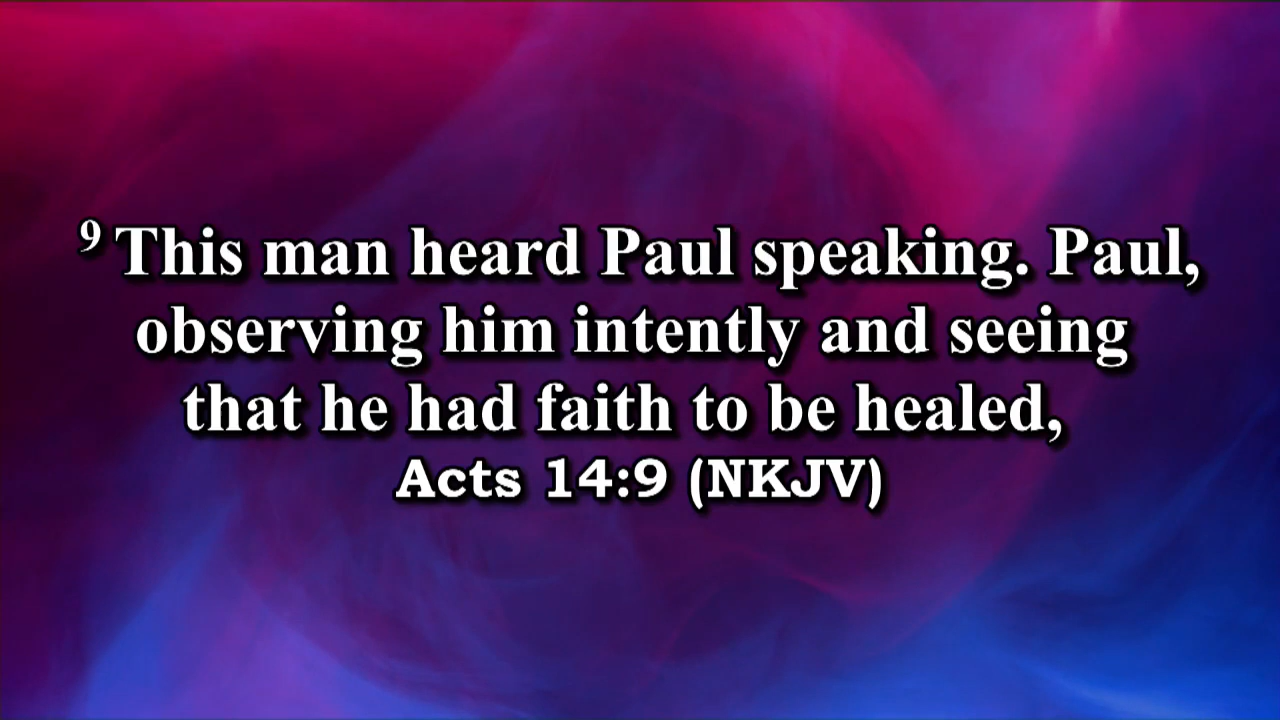 9 This man heard Paul speaking. Paul,
observing him intently and seeing
that he had faith to be healed,
Acts 14:9 (NKJV)